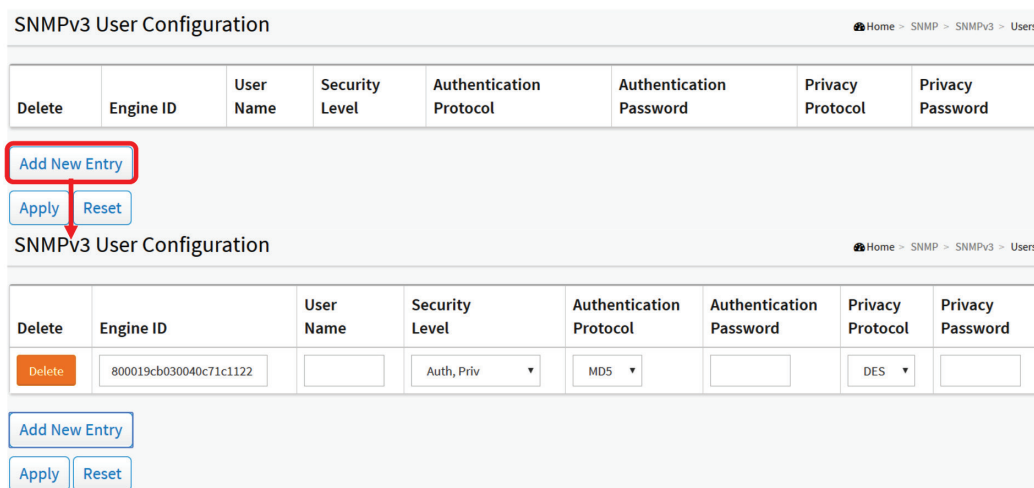 SNMPv3 User Configuration
Home > SNMP > SNMPv3 > Users
Delete Engine ID User Name Security Level Authentication Protocol Authentication Password Privacy Protocol Privacy Password
Add New Entry
Apply Reset
SNMPv3 User Configuration
Home > SNMP > SNMPv3 > Users
Delete Engine ID User Name Security Level Authentication Protocol Authentication Password Privacy Protocol Privacy Password
Delete 800019cb030040c71c1122 Auth, Priv MD5 DES
Add New Entry
Apply Reset